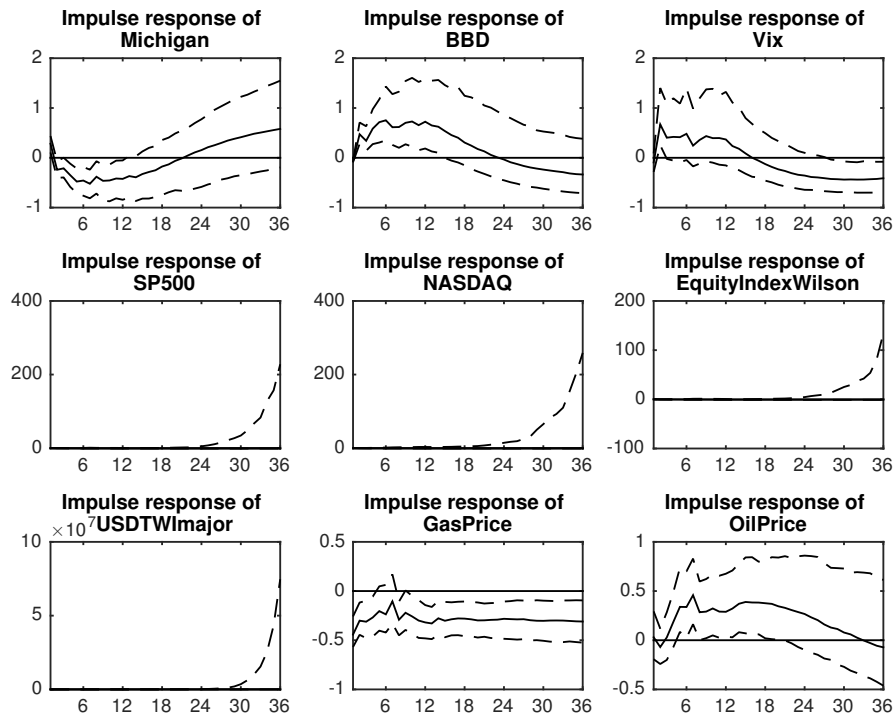 Impulse response of
Michigan
2
1
0
-1
6 12 18 24 30 36
Impulse response of
BBD
2
1
0
-1
6 12 18 24 30 36
Impulse response of
Vix
2
1
0
-1
6 12 18 24 30 36
Impulse response of
SP500
400
200
0
6 12 18 24 30 36
Impulse response of
NASDAQ
400
200
0
6 12 18 24 30 36
Impulse response of
EquityIndexWilson
200
100
0
-100
6 12 18 24 30 36
Impulse response of
×10⁷USDTWImajor
10
5
0
6 12 18 24 30 36
Impulse response of
GasPrice
0.5
0
-0.5
-1
6 12 18 24 30 36
Impulse response of
OilPrice
1
0.5
0
-0.5
6 12 18 24 30 36